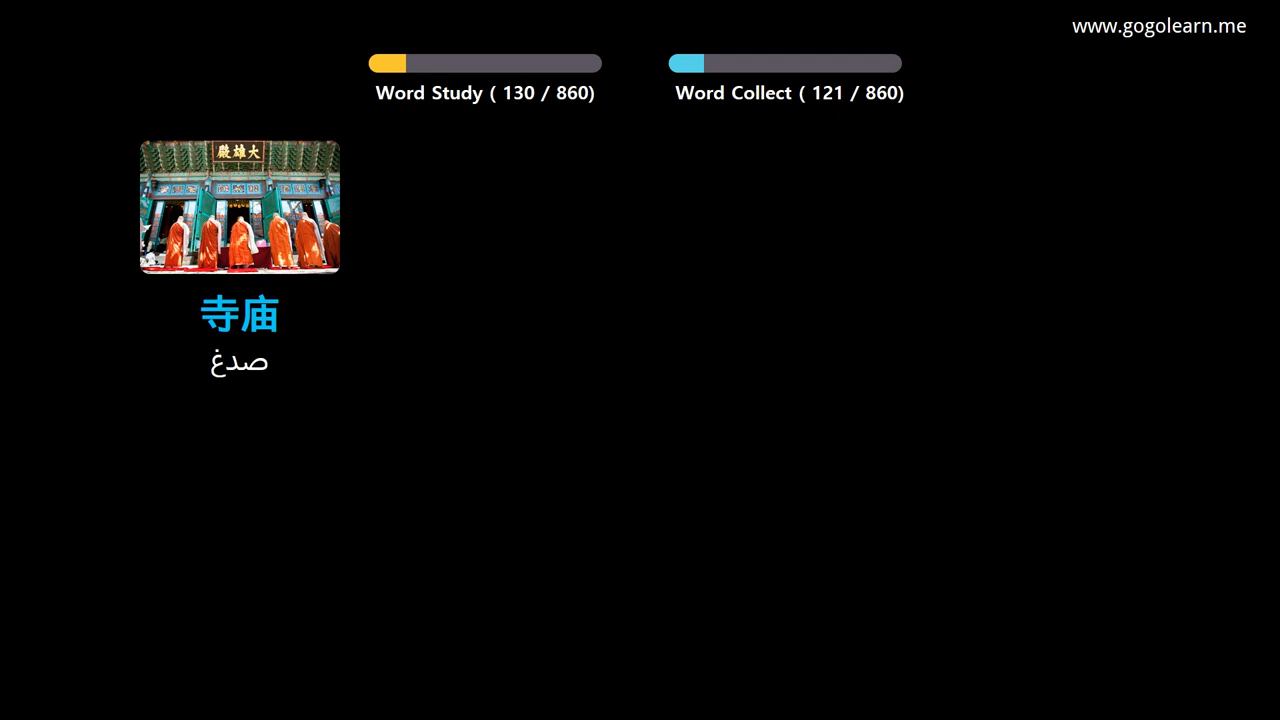 www.gogolearn.me
Word Study ( 130 / 860)
Word Collect ( 121 / 860)
殿雄大
寺庙
صدغ